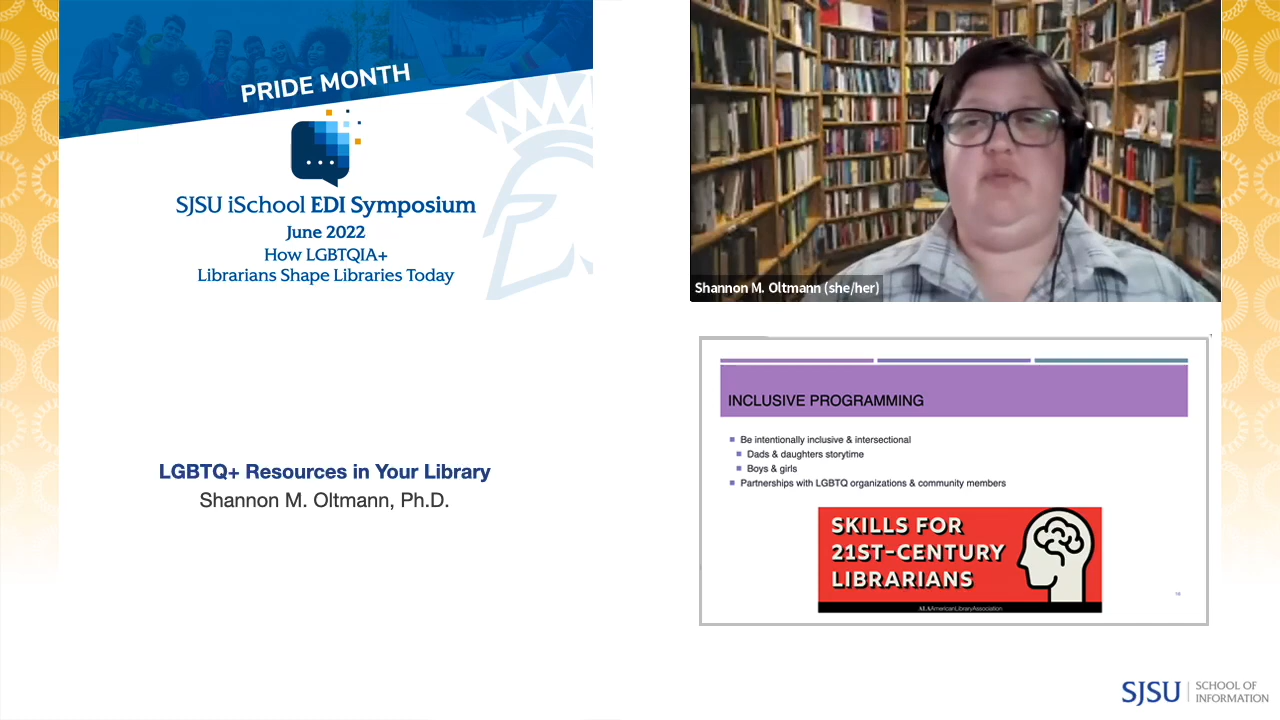 PRIDE MONTH
SJSU iSchool EDI Symposium
June 2022
How LGBTQIA+
Librarians Shape Libraries Today
LGBTQ+ Resources in Your Library
Shannon M. Oltmann, Ph.D.
Shannon M. Oltmann (she/her)
INCLUSIVE PROGRAMMING
Be intentionally inclusive & intersectional
Dads & daughters storytime
Boys & girls
Partnerships with LGBTQ organizations & community members
SKILLS FOR
21ST-CENTURY
LIBRARIANS
ALAAmericanLibraryAssociation
SJSU SCHOOL OF
INFORMATION